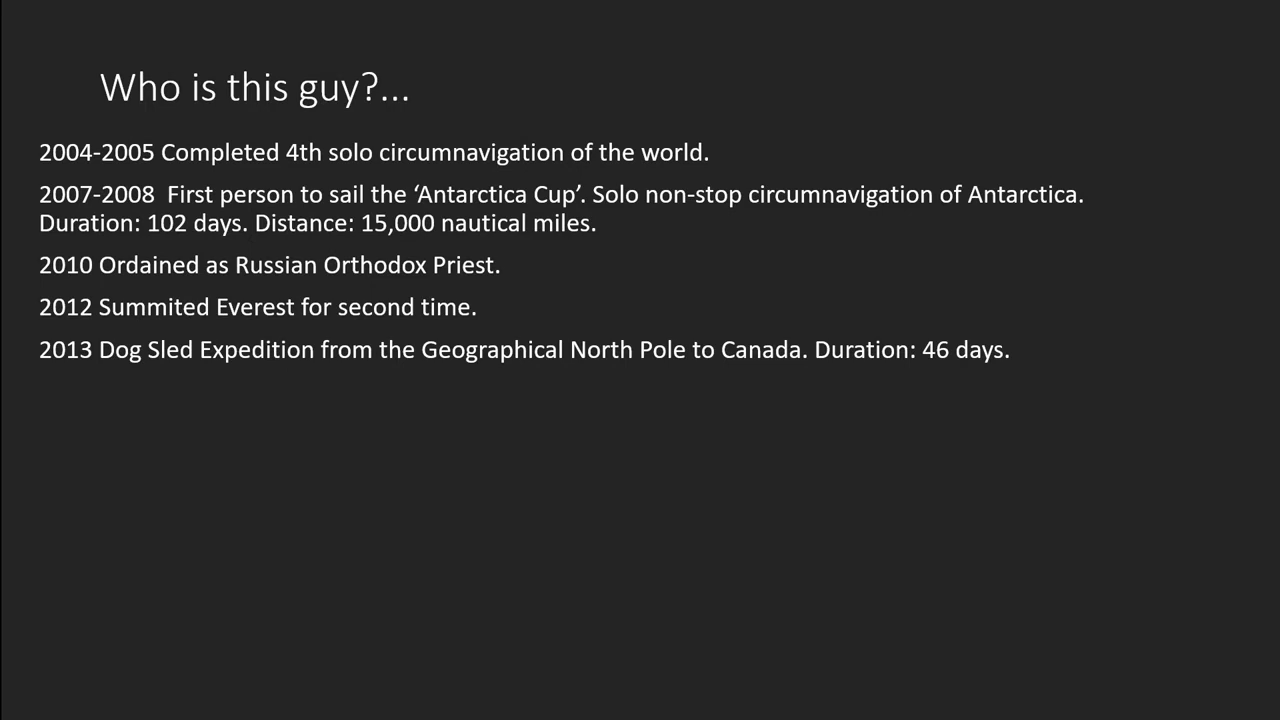 Who is this guy?...
2004-2005 Completed 4th solo circumnavigation of the world.
2007-2008  First person to sail the ‘Antarctica Cup’. Solo non-stop circumnavigation of Antarctica.
Duration: 102 days. Distance: 15,000 nautical miles.
2010 Ordained as Russian Orthodox Priest.
2012 Summited Everest for second time.
2013 Dog Sled Expedition from the Geographical North Pole to Canada. Duration: 46 days.